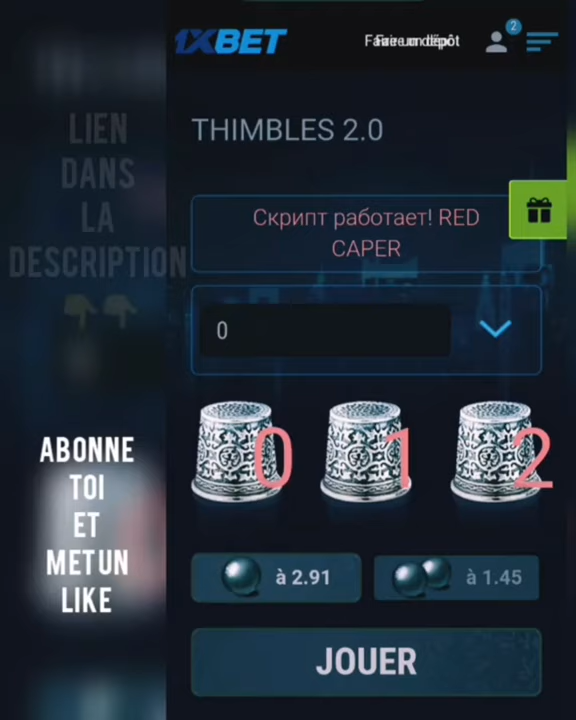 1XBET
2
THIMBLES 2.0
LIEN
DANS
LA
DESCRIPTION
Скрипт работает! RED
CAPER
0
0 1 2
ABONNE
TOI
ET
MET UN
LIKE
à 2.91
à 1.45
JOUER